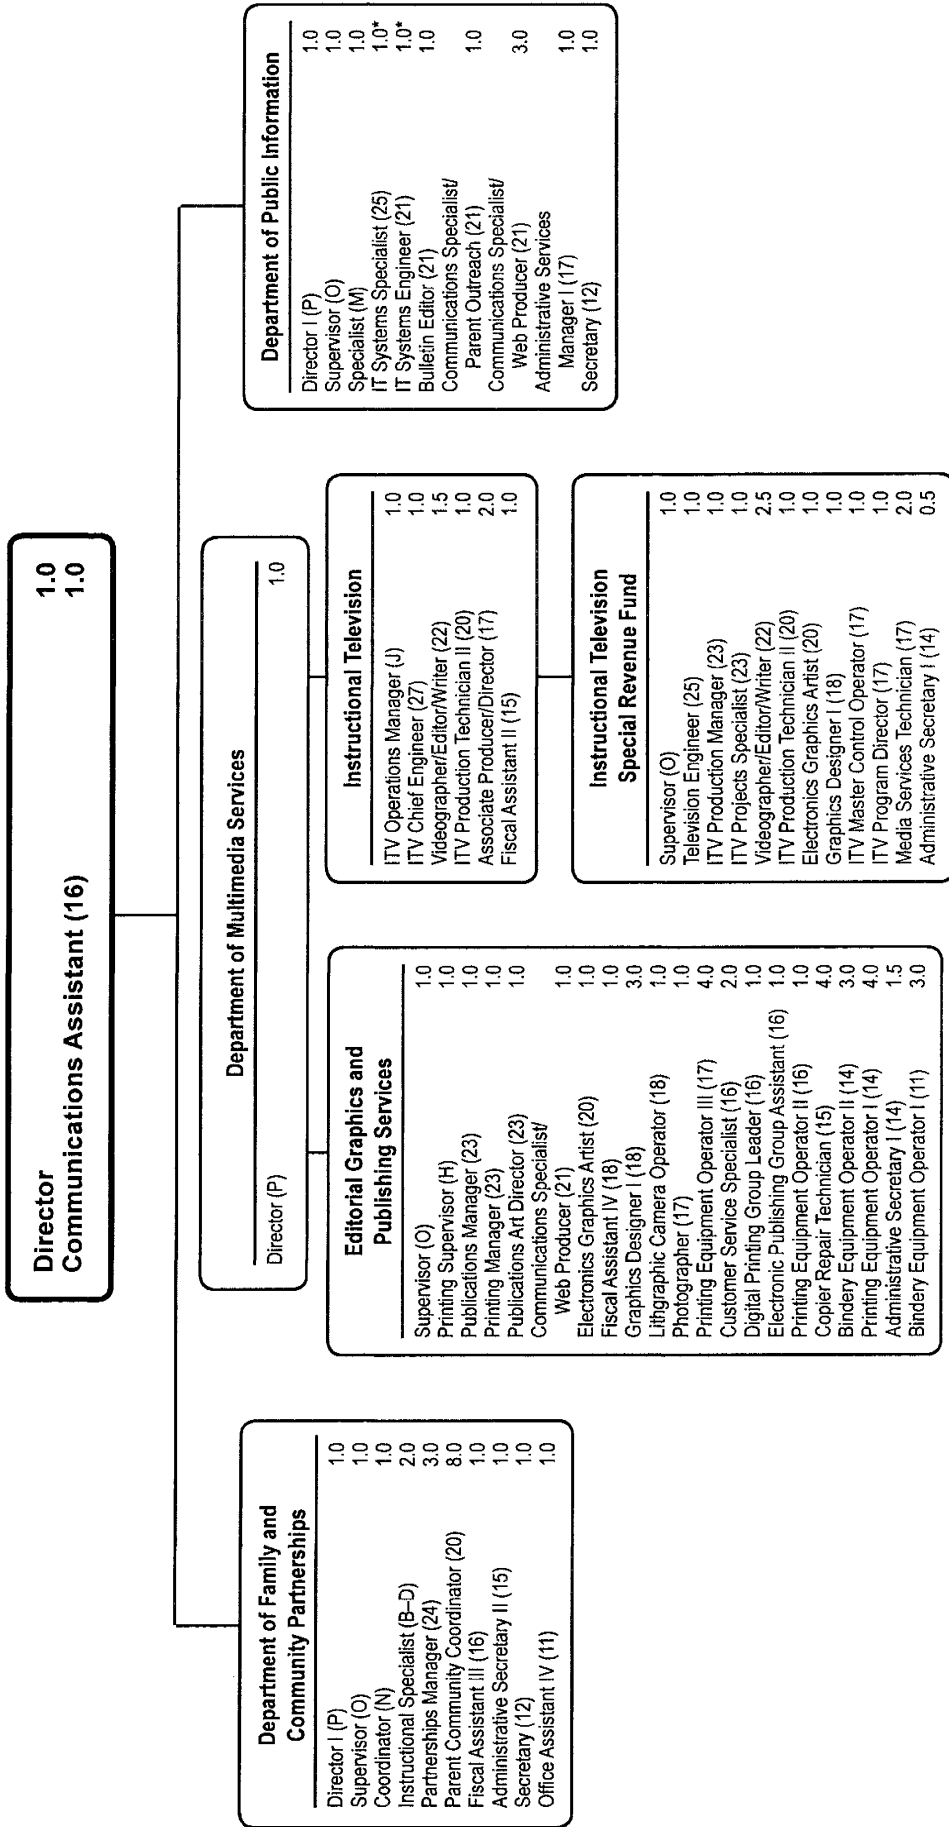 Director 1.0
Communications Assistant (16) 1.0
Department of Family and
Community Partnerships
Director I (P) 1.0
Supervisor (O) 1.0
Coordinator (N) 1.0
Instructional Specialist (B–D) 2.0
Partnerships Manager (24) 3.0
Parent Community Coordinator (20) 8.0
Fiscal Assistant III (16) 1.0
Administrative Secretary II (15) 1.0
Secretary (12) 1.0
Office Assistant IV (11) 1.0
Department of Multimedia Services
Director (P) 1.0
Editorial Graphics and
Publishing Services
Supervisor (O) 1.0
Printing Supervisor (H) 1.0
Publications Manager (23) 1.0
Printing Manager (23) 1.0
Publications Art Director (23) 1.0
Communications Specialist/
Web Producer (21) 1.0
Electronics Graphics Artist (20) 1.0
Fiscal Assistant IV (18) 1.0
Graphics Designer I (18) 3.0
Lithgraphic Camera Operator (18) 1.0
Photographer (17) 1.0
Printing Equipment Operator III (17) 4.0
Customer Service Specialist (16) 2.0
Digital Printing Group Leader (16) 1.0
Electronic Publishing Group Assistant (16) 1.0
Printing Equipment Operator II (16) 1.0
Copier Repair Technician (15) 4.0
Bindery Equipment Operator II (14) 3.0
Printing Equipment Operator I (14) 4.0
Administrative Secretary I (14) 1.5
Bindery Equipment Operator I (11) 3.0
Instructional Television
ITV Operations Manager (J) 1.0
ITV Chief Engineer (27) 1.0
Videographer/Editor/Writer (22) 1.5
ITV Production Technician II (20) 1.0
Associate Producer/Director (17) 2.0
Fiscal Assistant II (15) 1.0
Instructional Television
Special Revenue Fund
Supervisor (O) 1.0
Television Engineer (25) 1.0
ITV Production Manager (23) 1.0
ITV Projects Specialist (23) 1.0
Videographer/Editor/Writer (22) 2.5
ITV Production Technician II (20) 1.0
Electronics Graphics Artist (20) 1.0
Graphics Designer I (18) 1.0
ITV Master Control Operator (17) 1.0
ITV Program Director (17) 1.0
Media Services Technician (17) 2.0
Administrative Secretary I (14) 0.5
Department of Public Information
Director I (P) 1.0
Supervisor (O) 1.0
Specialist (M) 1.0
IT Systems Specialist (25) 1.0*
IT Systems Engineer (21) 1.0*
Bulletin Editor (21) 1.0
Communications Specialist/
Parent Outreach (21) 1.0
Communications Specialist/
Web Producer (21) 3.0
Administrative Services
Manager I (17) 1.0
Secretary (12) 1.0